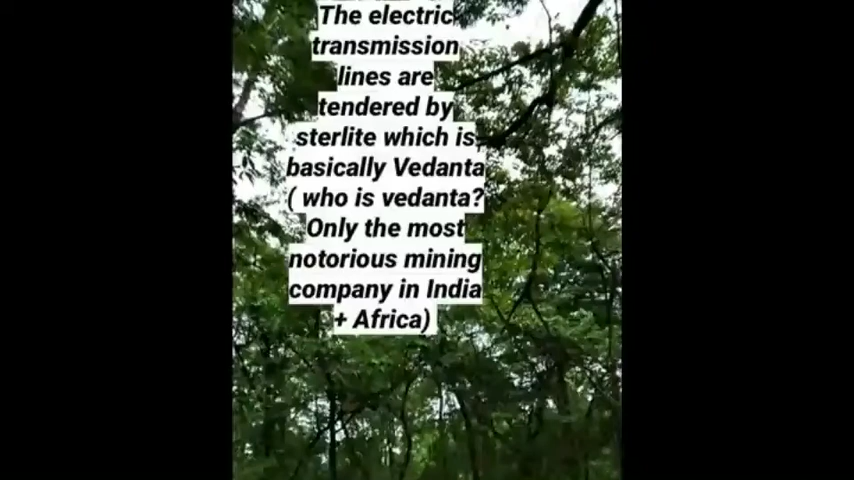 The electric
transmission
lines are
tendered by
sterlite which is,
basically Vedanta
( who is vedanta?
Only the most
notorious mining
company in India
+ Africa)